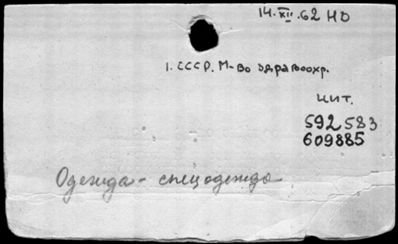 14.XII.62 НО
1. СССР. М-во здравоохр.
цит.
592583
609885
Одежда - спецодежда